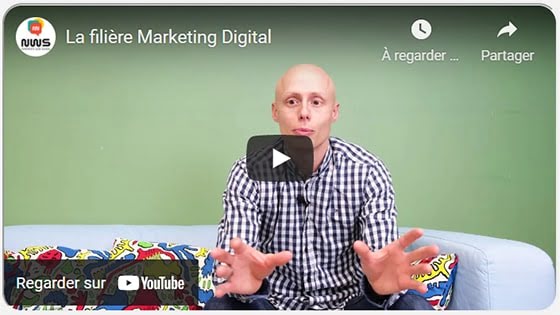 NWS
La filière Marketing Digital
À regarder ...
Partager
Regarder sur YouTube